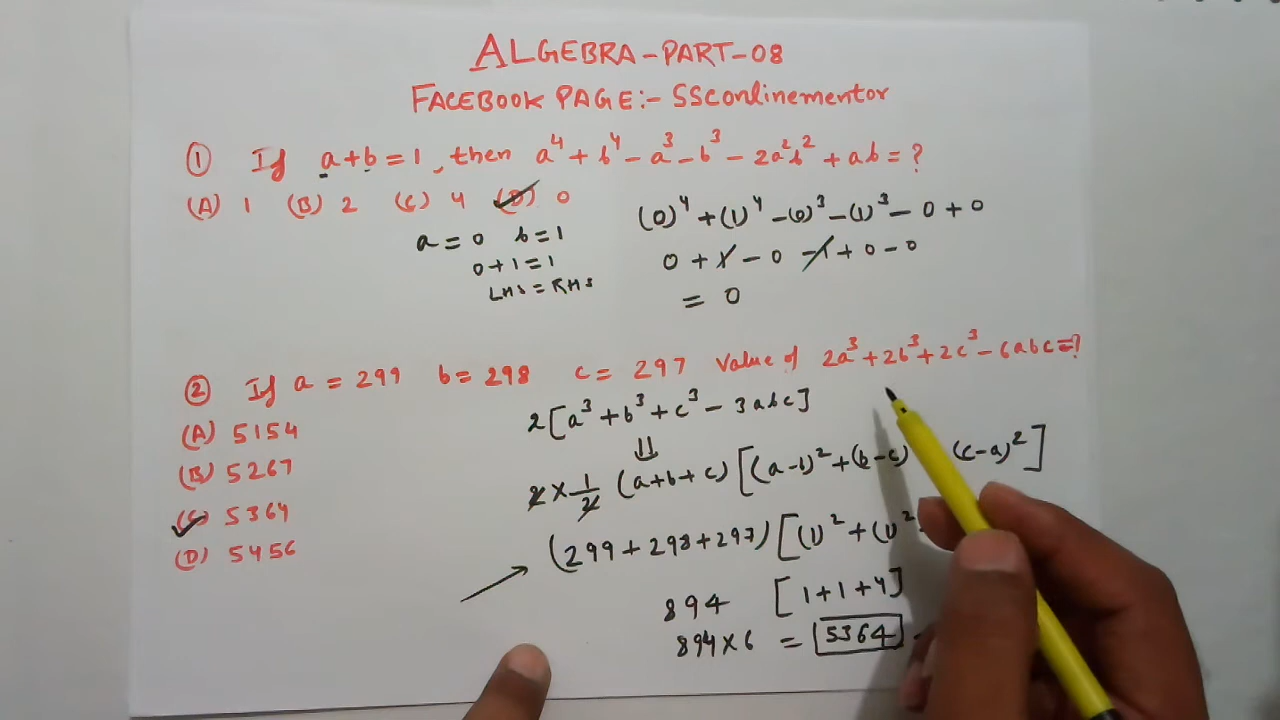 ALGEBRA-PART-08
FACEBOOK PAGE:- SSConlinementor
① If a+b=1, then a⁴+b⁴-a³-b³-2a²b²+ab=?
(A) 1 (B) 2 (C) 4 (D) 0
a=0 b=1
0+1=1
LHS=RHS
(0)⁴+(1)⁴-(0)³-(1)³-0+0
0+1-0-1+0-0
=0
② If a=299 b=298 c=297 Value of 2a³+2b³+2c³-6abc=?
(A) 5154
(B) 5267
(C) 5364
(D) 5456
2[a³+b³+c³-3abc]
⇓
2×1/2 (a+b+c)[(a-b)²+(b-c) (c-a)²]
(299+298+297)[(1)²+(1)²
894 [1+1+4]
894×6 = 5364